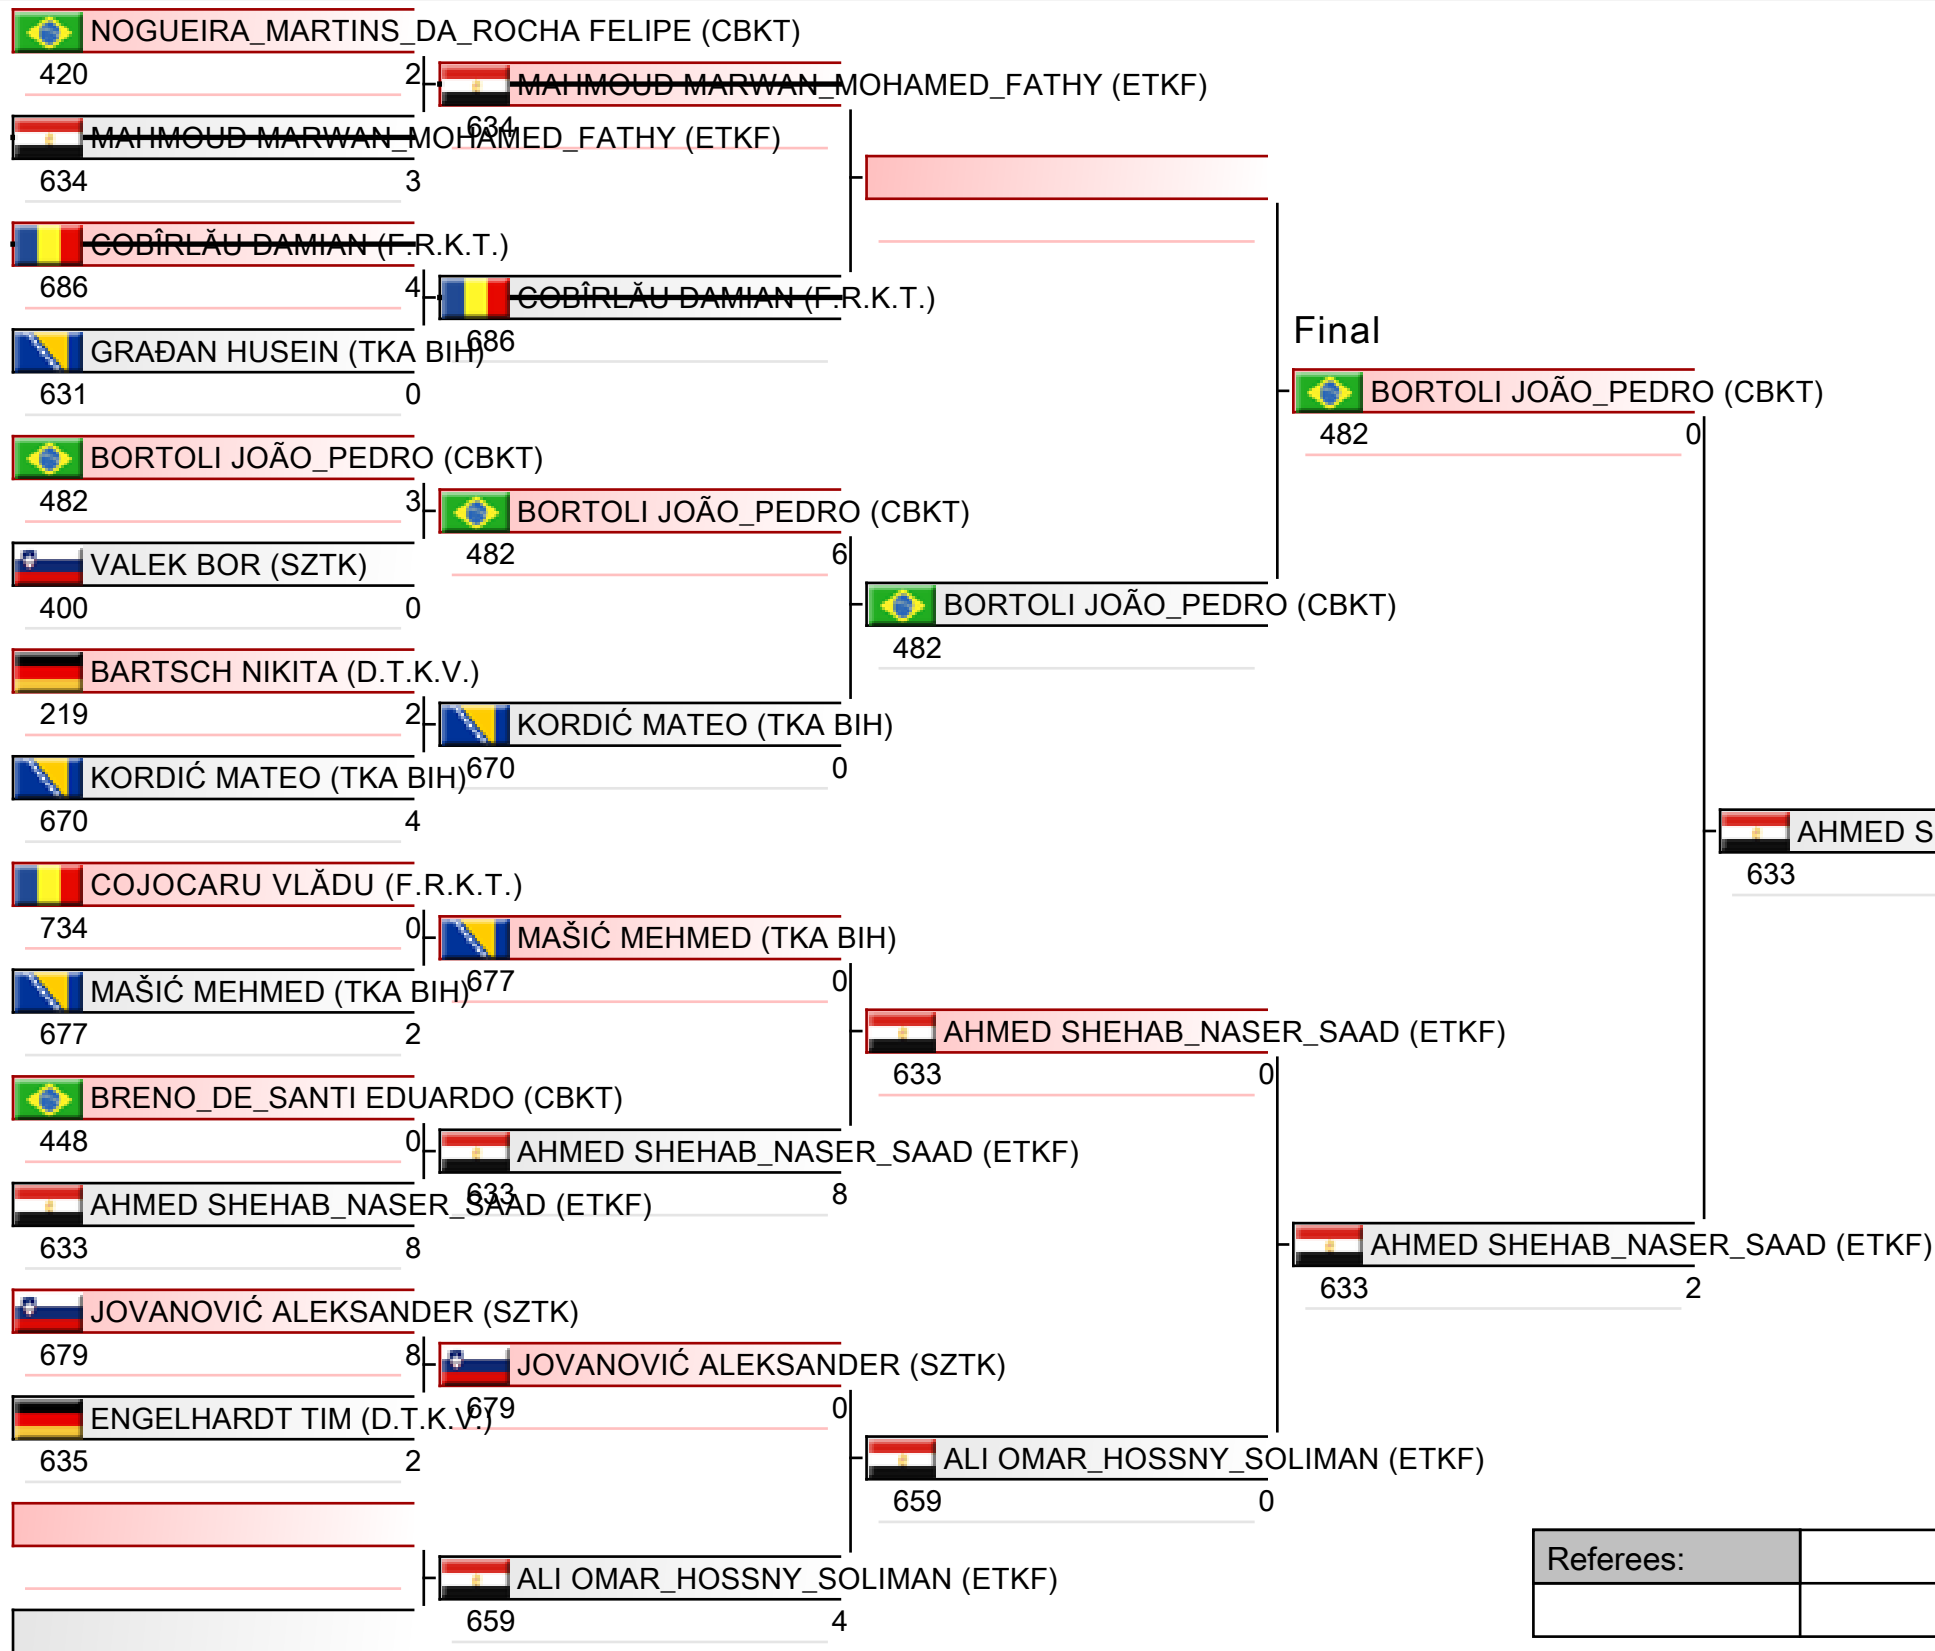 NOGUEIRA_MARTINS_DA_ROCHA FELIPE (CBKT)
420 2
MAHMOUD MARWAN_MOHAMED_FATHY (ETKF)
634 3
COBÎRLĂU DAMIAN (F.R.K.T.)
686 4
GRAĐAN HUSEIN (TKA BIH)
631 0
BORTOLI JOÃO_PEDRO (CBKT)
482 3
VALEK BOR (SZTK)
400 0
BARTSCH NIKITA (D.T.K.V.)
219 2
KORDIĆ MATEO (TKA BIH)
670 4
COJOCARU VLĂDU (F.R.K.T.)
734 0
MAŠIĆ MEHMED (TKA BIH)
677 2
BRENO_DE_SANTI EDUARDO (CBKT)
448 0
AHMED SHEHAB_NASER_SAAD (ETKF)
633 8
JOVANOVIĆ ALEKSANDER (SZTK)
679 8
ENGELHARDT TIM (D.T.K.V.)
635 2
MAHMOUD MARWAN_MOHAMED_FATHY (ETKF)
634
COBÎRLĂU DAMIAN (F.R.K.T.)
686
BORTOLI JOÃO_PEDRO (CBKT)
482 6
KORDIĆ MATEO (TKA BIH)
670 0
MAŠIĆ MEHMED (TKA BIH)
677 0
AHMED SHEHAB_NASER_SAAD (ETKF)
633 8
JOVANOVIĆ ALEKSANDER (SZTK)
679 0
ALI OMAR_HOSSNY_SOLIMAN (ETKF)
659 4
BORTOLI JOÃO_PEDRO (CBKT)
482
AHMED SHEHAB_NASER_SAAD (ETKF)
633 0
ALI OMAR_HOSSNY_SOLIMAN (ETKF)
659 0
Final
BORTOLI JOÃO_PEDRO (CBKT)
482 0
AHMED SHEHAB_NASER_SAAD (ETKF)
633 2
AHMED S
633
Referees: